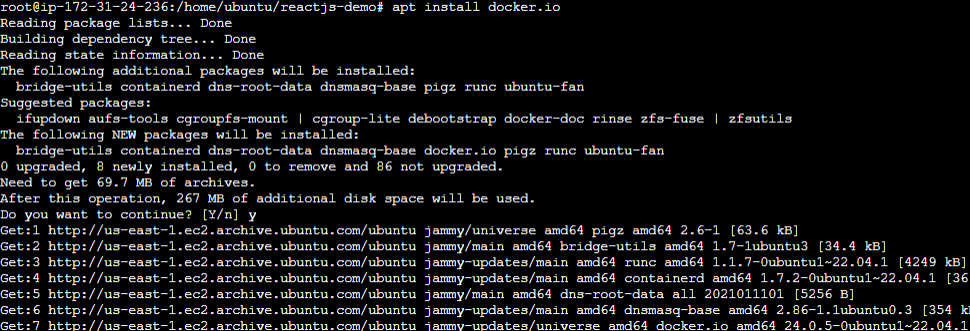 root@ip-172-31-24-236:/home/ubuntu/reactjs-demo# apt install docker.io
Reading package lists... Done
Building dependency tree... Done
Reading state information... Done
The following additional packages will be installed:
  bridge-utils containerd dns-root-data dnsmasq-base pigz runc ubuntu-fan
Suggested packages:
  ifupdown aufs-tools cgroupfs-mount | cgroup-lite debootstrap docker-doc rinse zfs-fuse | zfsutils
The following NEW packages will be installed:
  bridge-utils containerd dns-root-data dnsmasq-base docker.io pigz runc ubuntu-fan
0 upgraded, 8 newly installed, 0 to remove and 86 not upgraded.
Need to get 69.7 MB of archives.
After this operation, 267 MB of additional disk space will be used.
Do you want to continue? [Y/n] y
Get:1 http://us-east-1.ec2.archive.ubuntu.com/ubuntu jammy/universe amd64 pigz amd64 2.6-1 [63.6 kB]
Get:2 http://us-east-1.ec2.archive.ubuntu.com/ubuntu jammy/main amd64 bridge-utils amd64 1.7-1ubuntu3 [34.4 kB]
Get:3 http://us-east-1.ec2.archive.ubuntu.com/ubuntu jammy-updates/main amd64 runc amd64 1.1.7-0ubuntu1~22.04.1 [4249 kB]
Get:4 http://us-east-1.ec2.archive.ubuntu.com/ubuntu jammy-updates/main amd64 containerd amd64 1.7.2-0ubuntu1~22.04.1 [36
Get:5 http://us-east-1.ec2.archive.ubuntu.com/ubuntu jammy/main amd64 dns-root-data all 2021011101 [5256 B]
Get:6 http://us-east-1.ec2.archive.ubuntu.com/ubuntu jammy-updates/main amd64 dnsmasq-base amd64 2.86-1.1ubuntu0.3 [354 k
Get:7 http://us-east-1.ec2.archive.ubuntu.com/ubuntu jammy-updates/universe amd64 docker.io amd64 24.0.5-0ubuntu1~22.04.1